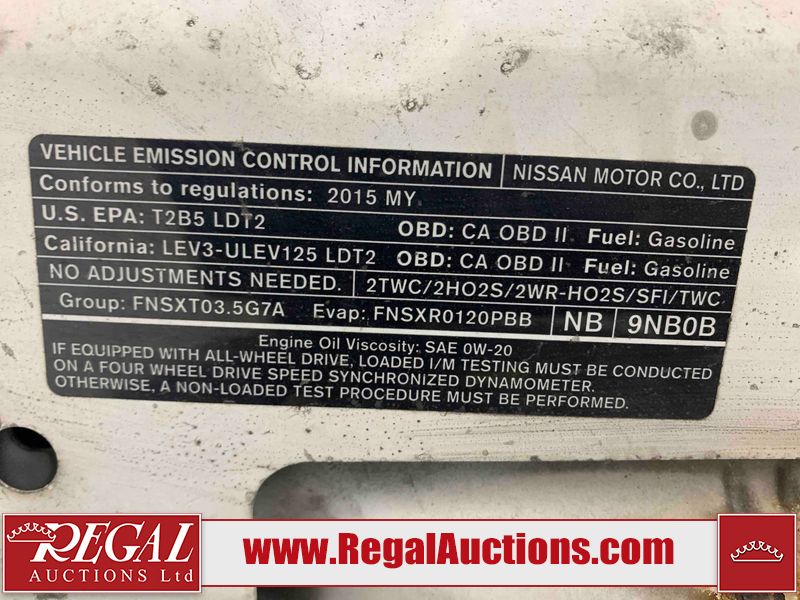 VEHICLE EMISSION CONTROL INFORMATION NISSAN MOTOR CO., LTD
Conforms to regulations: 2015 MY
U.S. EPA: T2B5 LDT2 OBD: CA OBD II Fuel: Gasoline
California: LEV3-ULEV125 LDT2 OBD: CA OBD II Fuel: Gasoline
NO ADJUSTMENTS NEEDED. 2TWC/2HO2S/2WR-HO2S/SFI/TWC
Group: FNSXT03.5G7A Evap: FNSXR0120PBB NB 9NB0B
Engine Oil Viscosity: SAE 0W-20
IF EQUIPPED WITH ALL-WHEEL DRIVE, LOADED I/M TESTING MUST BE CONDUCTED
ON A FOUR WHEEL DRIVE SPEED SYNCHRONIZED DYNAMOMETER.
OTHERWISE, A NON-LOADED TEST PROCEDURE MUST BE PERFORMED.
REGAL
AUCTIONS Ltd
www.RegalAuctions.com